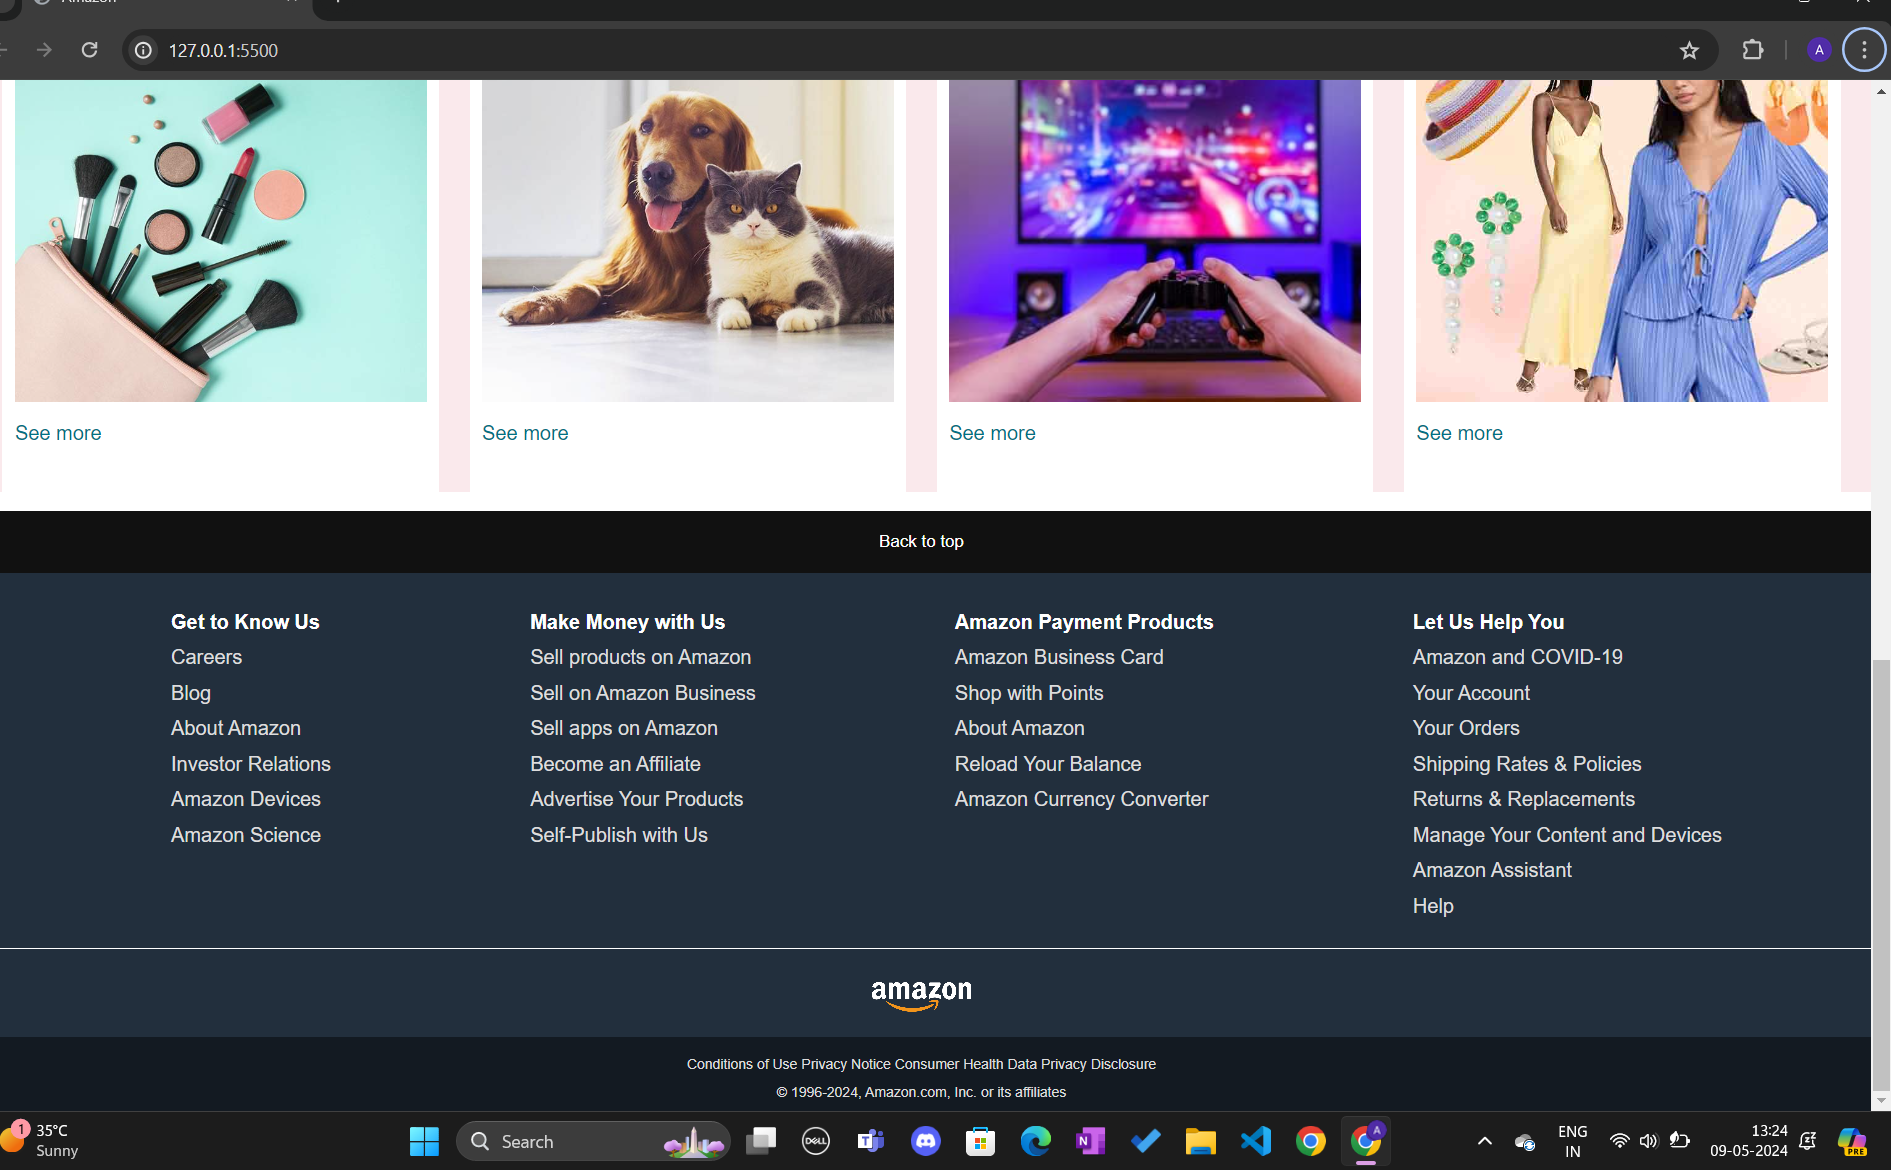 Amazon
127.0.0.1:5500
See more See more See more See more
Back to top
Get to Know Us
Careers
Blog
About Amazon
Investor Relations
Amazon Devices
Amazon Science
Make Money with Us
Sell products on Amazon
Sell on Amazon Business
Sell apps on Amazon
Become an Affiliate
Advertise Your Products
Self-Publish with Us
Amazon Payment Products
Amazon Business Card
Shop with Points
About Amazon
Reload Your Balance
Amazon Currency Converter
Let Us Help You
Amazon and COVID-19
Your Account
Your Orders
Shipping Rates & Policies
Returns & Replacements
Manage Your Content and Devices
Amazon Assistant
Help
amazon
Conditions of Use Privacy Notice Consumer Health Data Privacy Disclosure
© 1996-2024, Amazon.com, Inc. or its affiliates
1
35°C
Sunny
Search
DELL
ENG
IN
13:24
09-05-2024
PRE
A
A